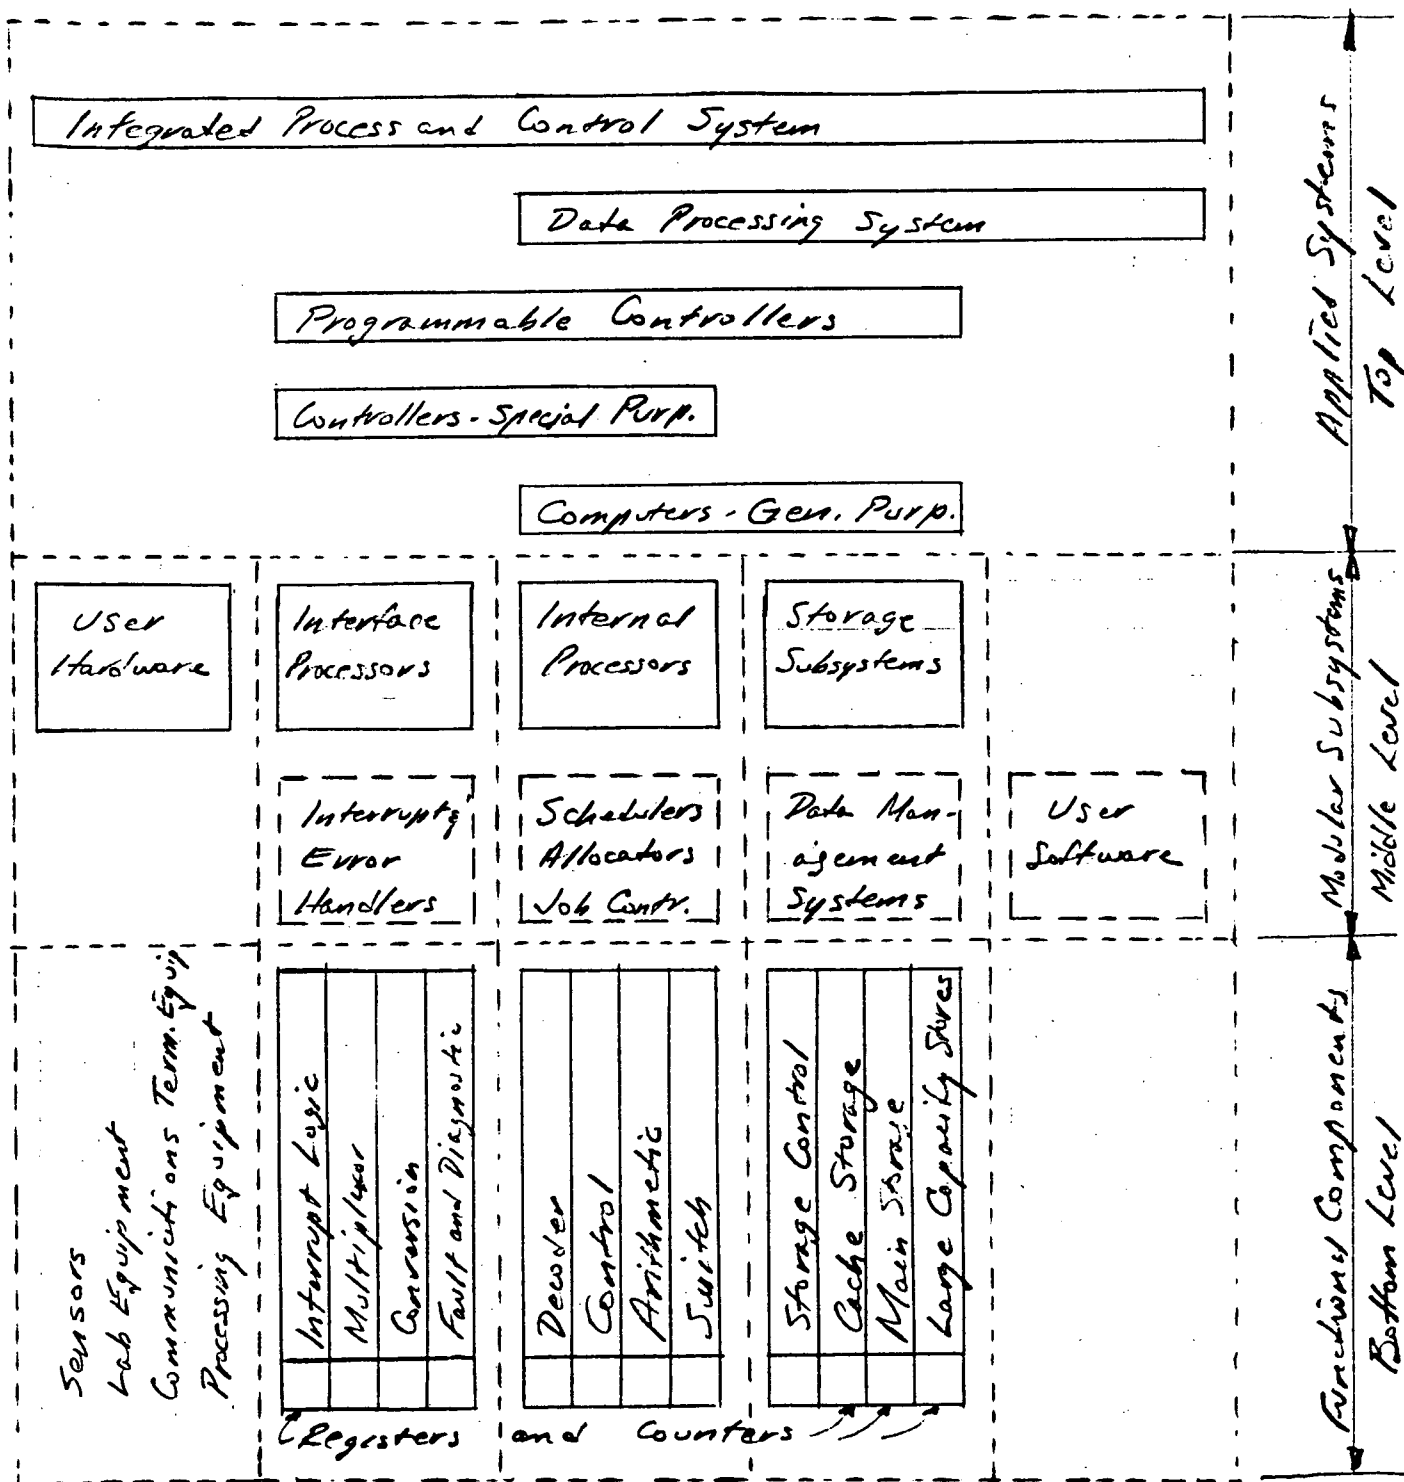 Integrated Process and Control System
Data Processing System
Programmable Controllers
Controllers - Special Purp.
Computers - Gen. Purp.
Applied Systems
Top Level
User
Hardware
Interface
Processors
Internal
Processors
Storage
Subsystems
Interrupt &
Error
Handlers
Schedulers
Allocators
Job Contr.
Data Man-
agement
Systems
User
Software
Modular Subsystems
Middle Level
Sensors
Lab Equipment
Communications Term. Equip
Processing Equipment
Interrupt Logic
Multiplexor
Conversion
Fault and Diagnostic
Decoder
Control
Arithmetic
Switch
Storage Control
Cache Storage
Main Storage
Large Capacity Stores
Registers and Counters
Functional Components
Bottom Level